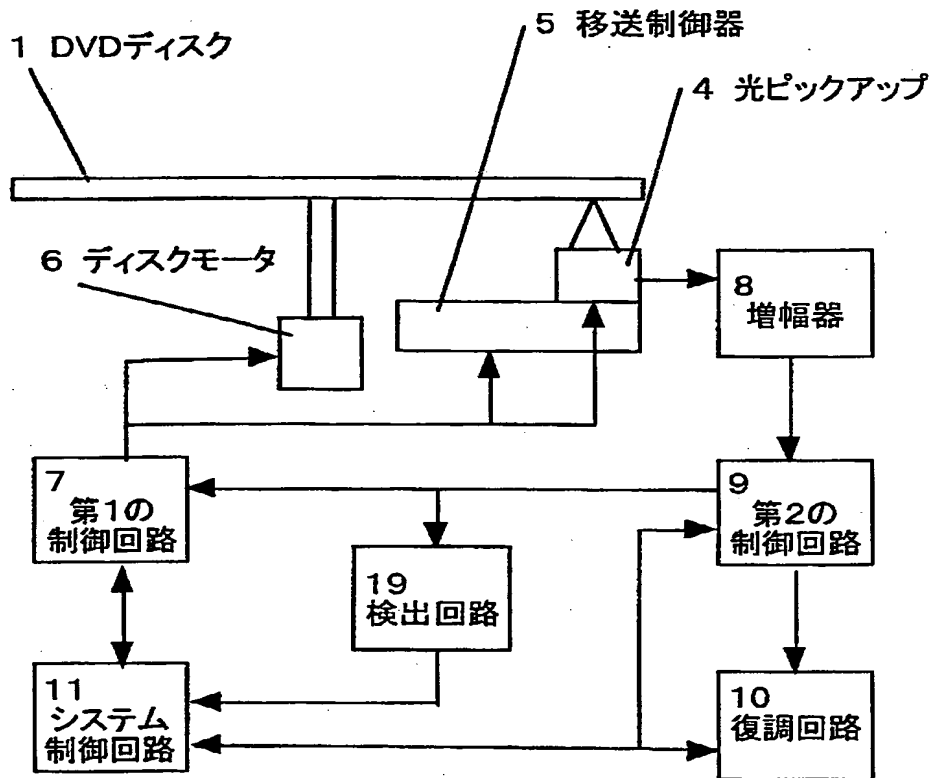 5 移送制御器
1 DVDディスク
4 光ピックアップ
6 ディスクモータ
8
増幅器
7
第1の
制御回路
9
第2の
制御回路
19
検出回路
11
システム
制御回路
10
復調回路